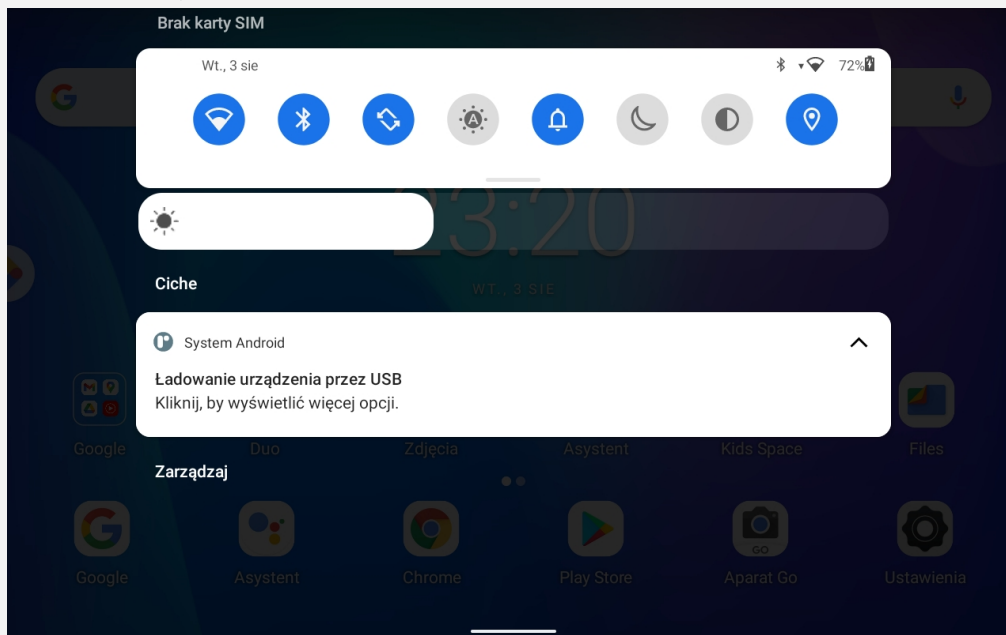 Brak karty SIM
Wt., 3 sie
72%
A
23:20
WT., 3 SIE
Ciche
System Android
Ładowanie urządzenia przez USB
Kliknij, by wyświetlić więcej opcji.
Google
Duo
Zdjęcia
Asystent
Kids Space
Files
Zarządzaj
GO
Google
Asystent
Chrome
Play Store
Aparat Go
Ustawienia